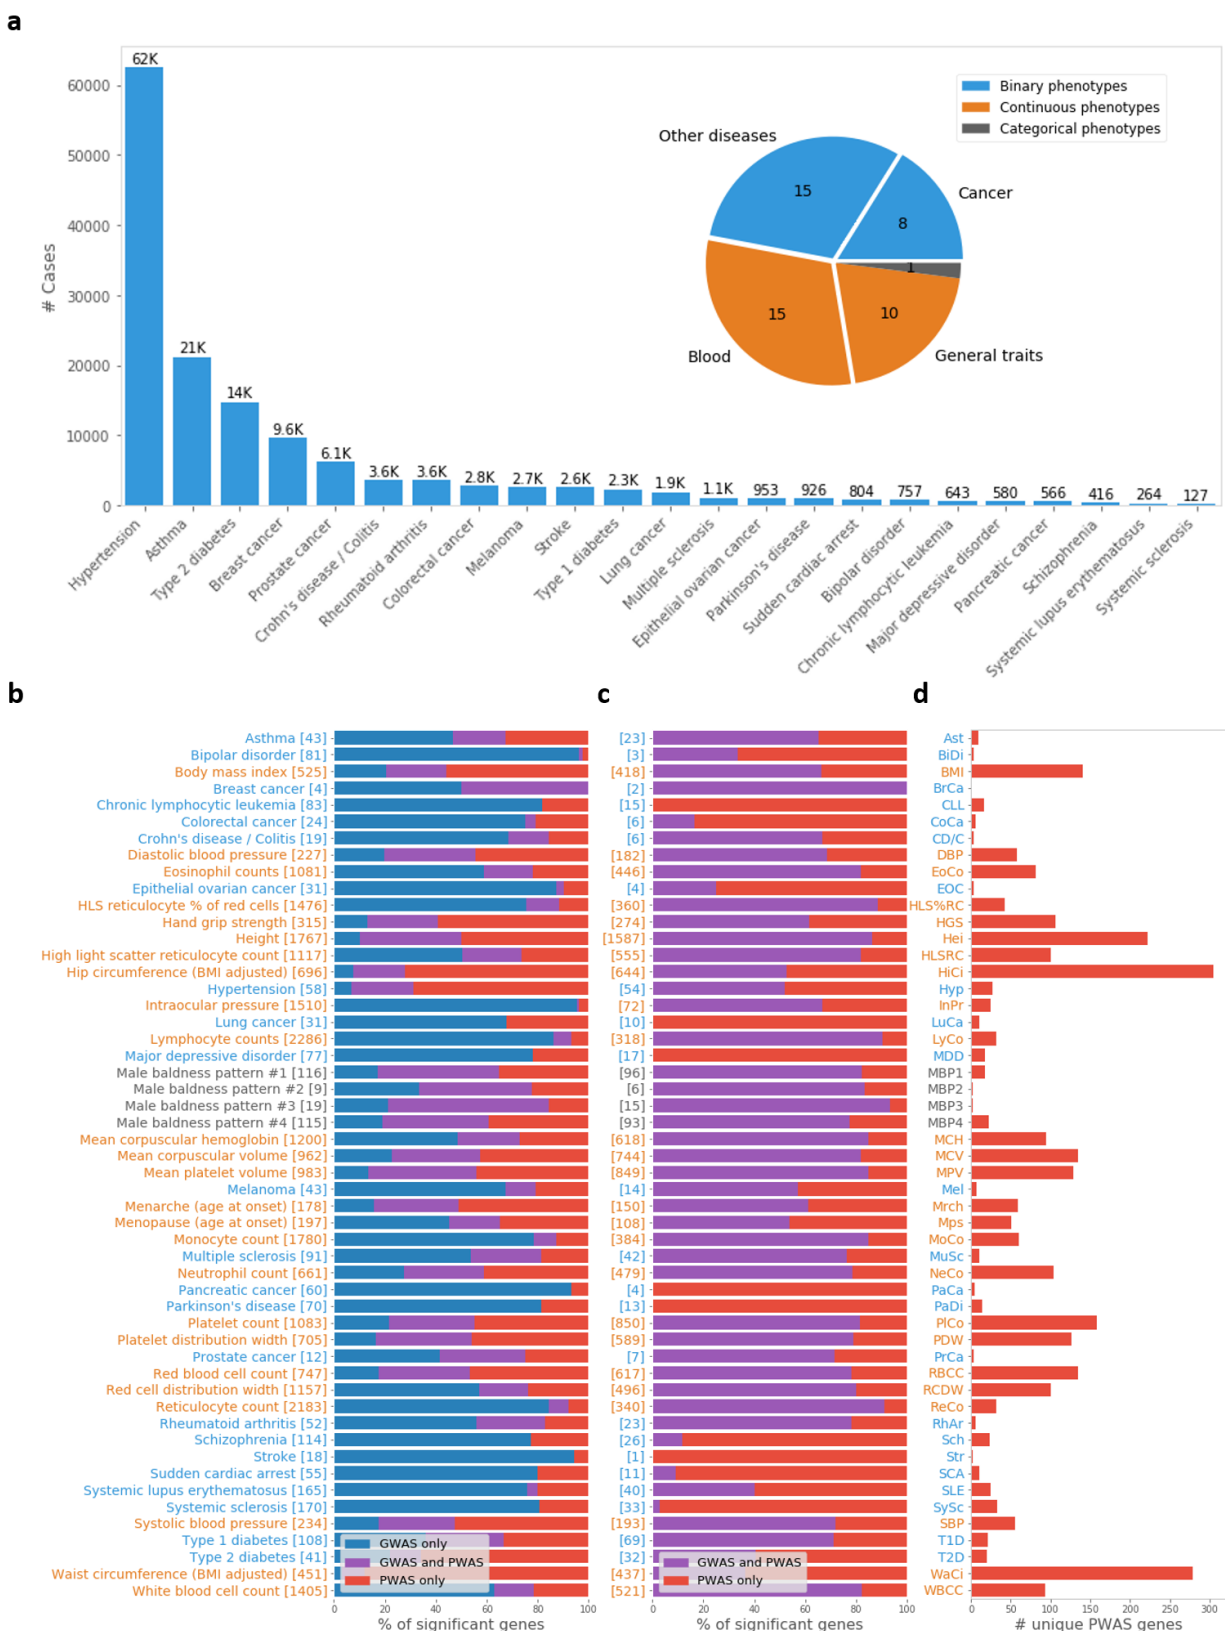 a
# Cases
60000
50000
40000
30000
20000
10000
0
62K
21K
14K
9.6K
6.1K
3.6K
3.6K
2.8K
2.7K
2.6K
2.3K
1.9K
1.1K
953
926
804
757
643
580
566
416
264
127
Hypertension
Asthma
Type 2 diabetes
Breast cancer
Prostate cancer
Crohn's disease / Colitis
Rheumatoid arthritis
Colorectal cancer
Melanoma
Stroke
Type 1 diabetes
Lung cancer
Multiple sclerosis
Epithelial ovarian cancer
Parkinson's disease
Sudden cardiac arrest
Bipolar disorder
Chronic lymphocytic leukemia
Major depressive disorder
Pancreatic cancer
Schizophrenia
Systemic lupus erythematosus
Systemic sclerosis
Binary phenotypes
Continuous phenotypes
Categorical phenotypes
Other diseases
15
Cancer
8
1
Blood
15
10
General traits
b c d
Asthma [43] [23] Ast
Bipolar disorder [81] [3] BiDi
Body mass index [525] [418] BMI
Breast cancer [4] [2] BrCa
Chronic lymphocytic leukemia [83] [15] CLL
Colorectal cancer [24] [6] CoCa
Crohn's disease / Colitis [19] [6] CD/C
Diastolic blood pressure [227] [182] DBP
Eosinophil counts [1081] [446] EoCo
Epithelial ovarian cancer [31] [4] EOC
HLS reticulocyte % of red cells [1476] [360] HLS%RC
Hand grip strength [315] [274] HGS
Height [1767] [1587] Hei
High light scatter reticulocyte count [1117] [555] HLSRC
Hip circumference (BMI adjusted) [696] [644] HiCi
Hypertension [58] [54] Hyp
Intraocular pressure [1510] [72] InPr
Lung cancer [31] [10] LuCa
Lymphocyte counts [2286] [318] LyCo
Major depressive disorder [77] [17] MDD
Male baldness pattern #1 [116] [96] MBP1
Male baldness pattern #2 [9] [6] MBP2
Male baldness pattern #3 [19] [15] MBP3
Male baldness pattern #4 [115] [93] MBP4
Mean corpuscular hemoglobin [1200] [618] MCH
Mean corpuscular volume [962] [744] MCV
Mean platelet volume [983] [849] MPV
Melanoma [43] [14] Mel
Menarche (age at onset) [178] [150] Mrch
Menopause (age at onset) [197] [108] Mps
Monocyte count [1780] [384] MoCo
Multiple sclerosis [91] [42] MuSc
Neutrophil count [661] [479] NeCo
Pancreatic cancer [60] [4] PaCa
Parkinson's disease [70] [13] PaDi
Platelet count [1083] [850] PlCo
Platelet distribution width [705] [589] PDW
Prostate cancer [12] [7] PrCa
Red blood cell count [747] [617] RBCC
Red cell distribution width [1157] [496] RCDW
Reticulocyte count [2183] [340] ReCo
Rheumatoid arthritis [52] [23] RhAr
Schizophrenia [114] [26] Sch
Stroke [18] [1] Str
Sudden cardiac arrest [55] [11] SCA
Systemic lupus erythematosus [165] [40] SLE
Systemic sclerosis [170] [33] SySc
Systolic blood pressure [234] [193] SBP
Type 1 diabetes [108] GWAS only [69] T1D
Type 2 diabetes [41] GWAS and PWAS [32] GWAS and PWAS T2D
Waist circumference (BMI adjusted) [451] PWAS only [437] PWAS only WaCi
White blood cell count [1405] [521] WBCC
0 20 40 60 80 100 0 20 40 60 80 100 0 50 100 150 200 250 300
% of significant genes % of significant genes # unique PWAS genes